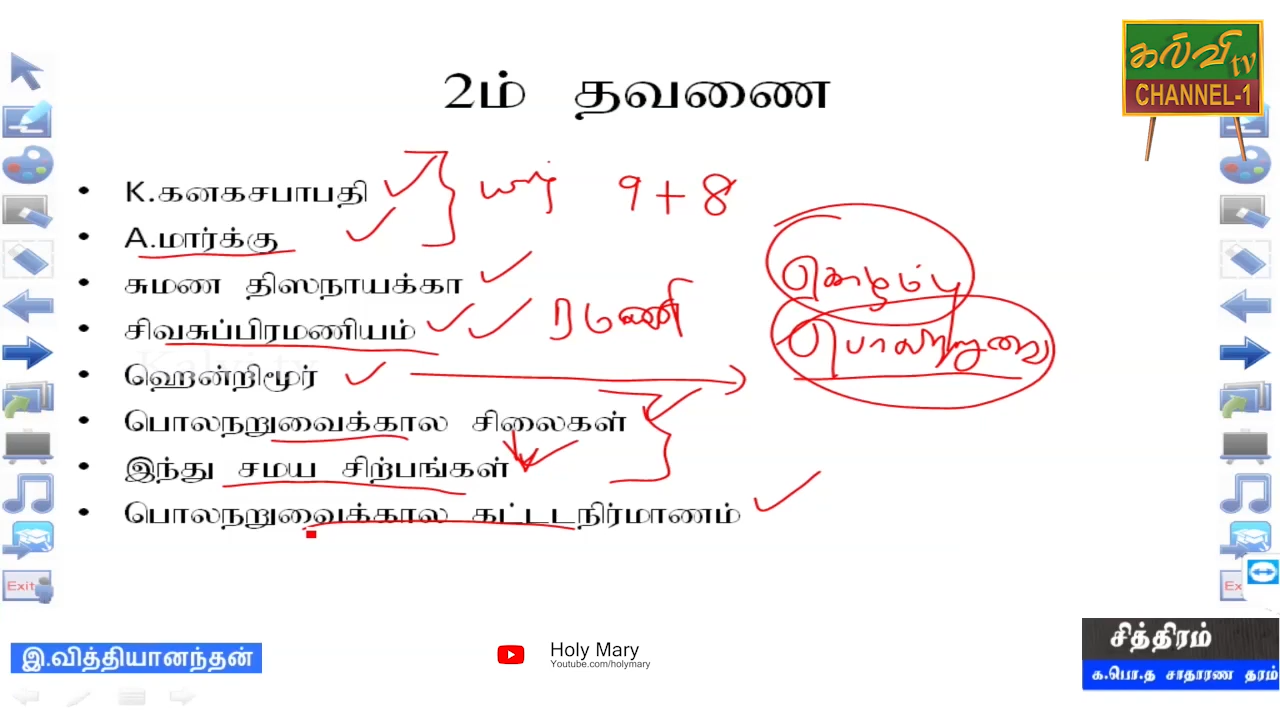 கல்வி tv
CHANNEL-1
2ம் தவணை
• K.கனகசபாபதி
யாழ் 9 + 8
• A.மார்க்கு
• சுமண திஸநாயக்கா
கொழும்பு
• சிவசுப்பிரமணியம்
ரமணி
பொலநறுவை
• ஹென்றிமூர்
• பொலநறுவைக்கால சிலைகள்
• இந்து சமய சிற்பங்கள்
• பொலநறுவைக்கால கட்டடநிர்மாணம்
Exit
இ.வித்தியானந்தன்
Holy Mary
Youtube.com/holymary
சித்திரம்
க.பொ.த சாதாரண தரம்